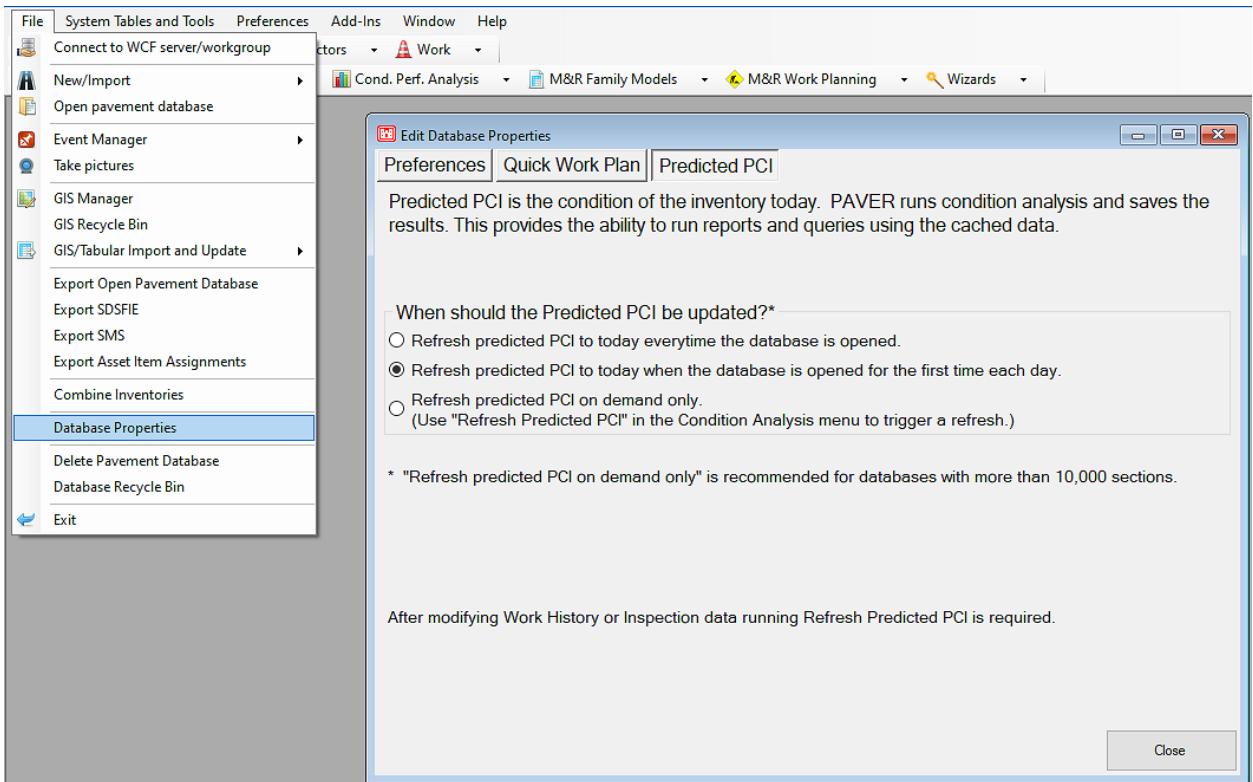 File System Tables and Tools Preferences Add-Ins Window Help
Connect to WCF server/workgroup
ctors Work
New/Import
Cond. Perf. Analysis M&R Family Models M&R Work Planning Wizards
Open pavement database
Event Manager
Take pictures
GIS Manager
GIS Recycle Bin
GIS/Tabular Import and Update
Export Open Pavement Database
Export SDSFIE
Export SMS
Export Asset Item Assignments
Combine Inventories
Database Properties
Delete Pavement Database
Database Recycle Bin
Exit
Edit Database Properties
Preferences Quick Work Plan Predicted PCI
Predicted PCI is the condition of the inventory today. PAVER runs condition analysis and saves the
results. This provides the ability to run reports and queries using the cached data.
When should the Predicted PCI be updated?*
Refresh predicted PCI to today everytime the database is opened.
Refresh predicted PCI to today when the database is opened for the first time each day.
Refresh predicted PCI on demand only.
(Use "Refresh Predicted PCI" in the Condition Analysis menu to trigger a refresh.)
* "Refresh predicted PCI on demand only" is recommended for databases with more than 10,000 sections.
After modifying Work History or Inspection data running Refresh Predicted PCI is required.
Close